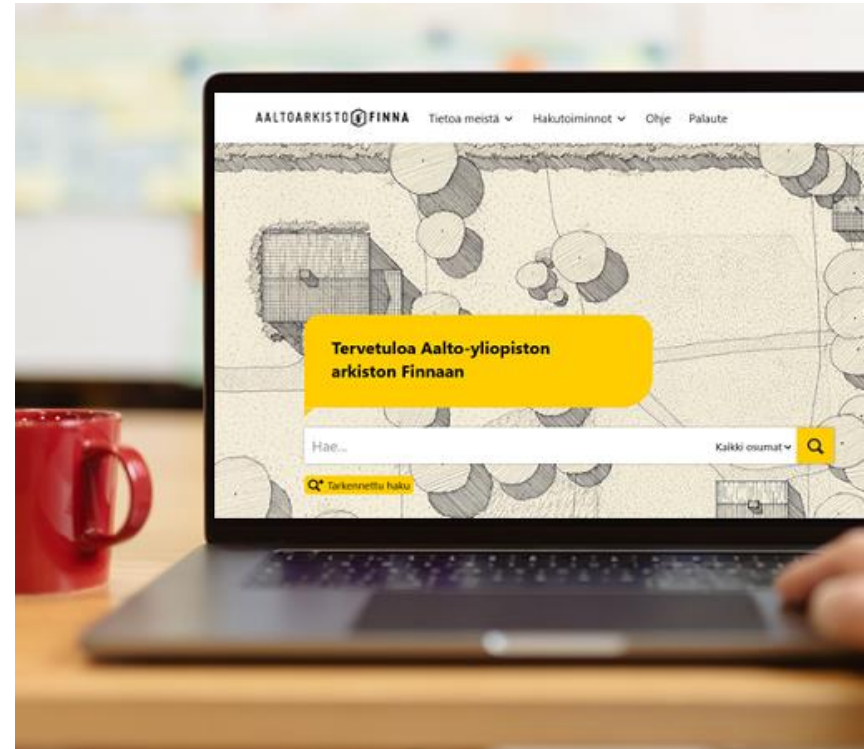 AALTOARKISTO FINNA Tietoa meistä Hakutoiminnot Ohje Palaute
Tervetuloa Aalto-yliopiston
arkiston Finnaan
Hae... Kaikki osumat
Tarkennettu haku